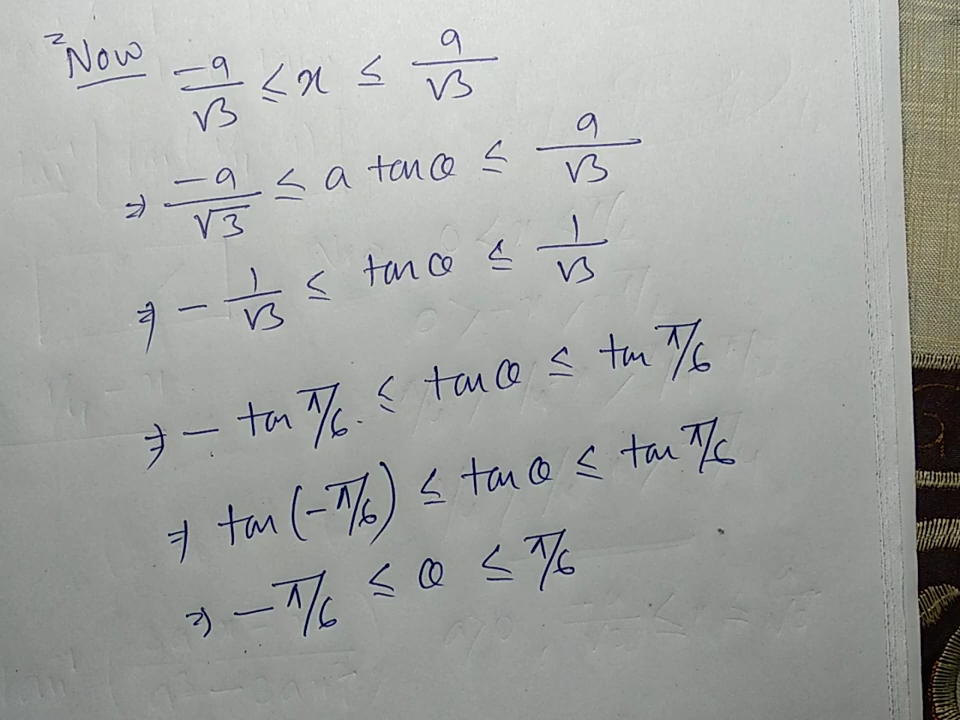 Now -a/√3 ≤ x ≤ a/√3
⇒ -a/√3 ≤ a tan θ ≤ a/√3
⇒ - 1/√3 ≤ tan θ ≤ 1/√3
⇒ - tan π/6 ≤ tan θ ≤ tan π/6
⇒ tan (-π/6) ≤ tan θ ≤ tan π/6
⇒ -π/6 ≤ θ ≤ π/6